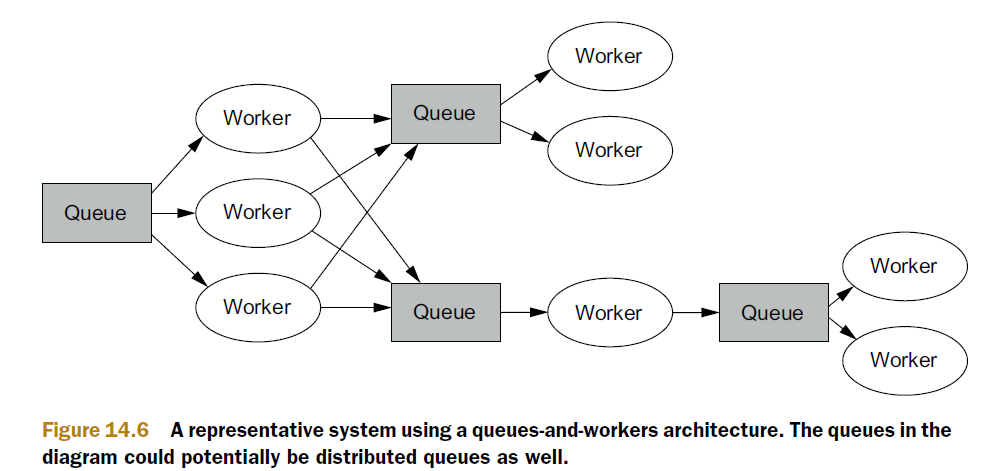 Worker
Worker
Queue
Worker
Worker
Queue
Worker
Worker
Worker
Queue
Worker
Queue
Worker
Figure 14.6 A representative system using a queues-and-workers architecture. The queues in the
diagram could potentially be distributed queues as well.